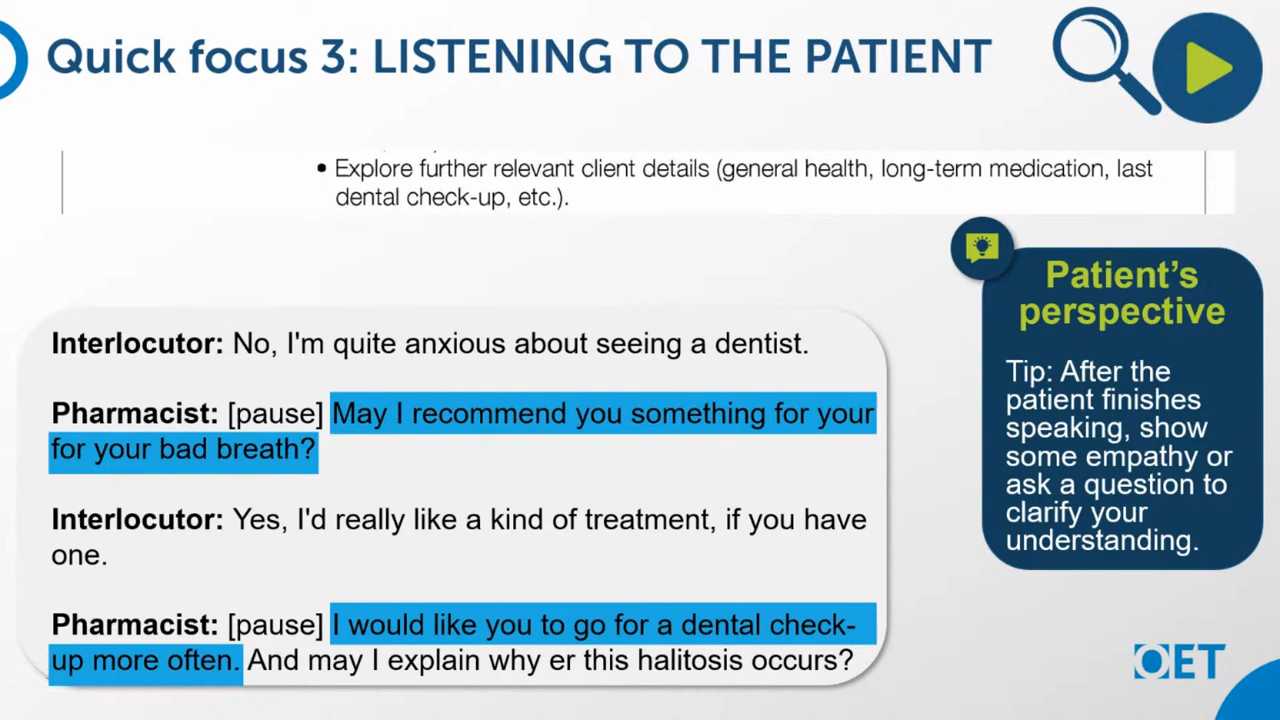 Quick focus 3: LISTENING TO THE PATIENT
• Explore further relevant client details (general health, long-term medication, last
dental check-up, etc.).
Interlocutor: No, I'm quite anxious about seeing a dentist.
Pharmacist: [pause] May I recommend you something for your
for your bad breath?
Interlocutor: Yes, I'd really like a kind of treatment, if you have
one.
Pharmacist: [pause] I would like you to go for a dental check-
up more often. And may I explain why er this halitosis occurs?
Patient's
perspective
Tip: After the
patient finishes
speaking, show
some empathy or
ask a question to
clarify your
understanding.
OET